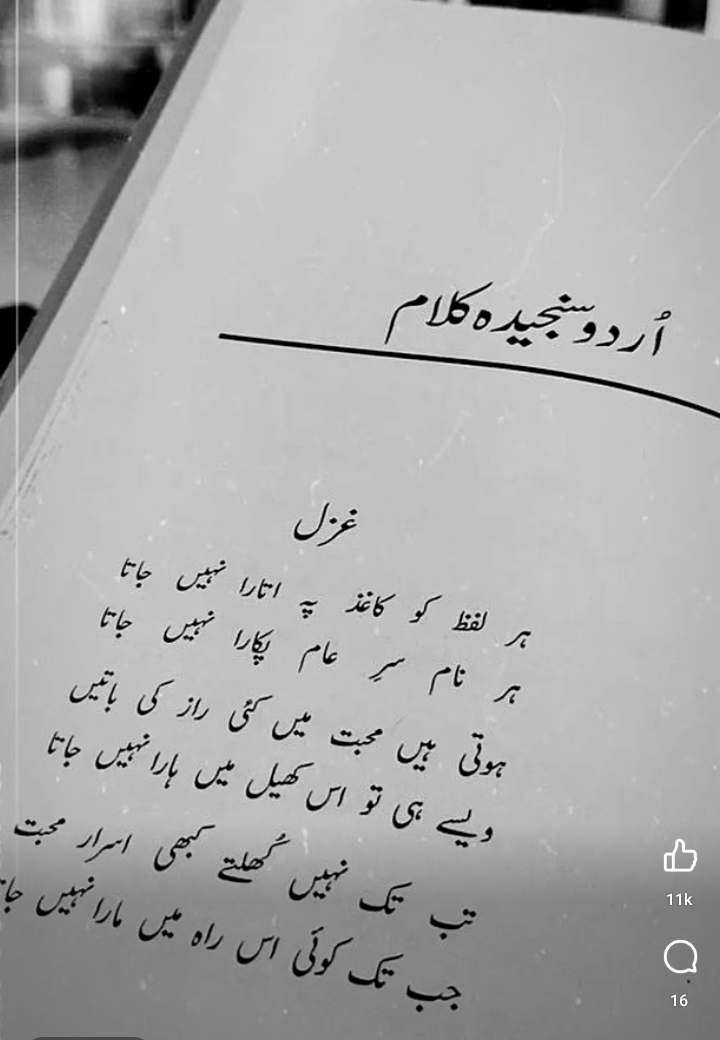 اُردو سنجیدہ کلام
غزل
ہر لفظ کو کاغذ پہ اتارا نہیں جاتا
ہر نام سرِ عام پکارا نہیں جاتا
ہوتی ہیں محبت میں کئی راز کی باتیں
ویسے ہی تو اس کھیل میں ہارا نہیں جاتا
تب تک نہیں کُھلتے کبھی اسرار محبت
جب تک کوئی اس راہ میں مارا نہیں جا
11k
16